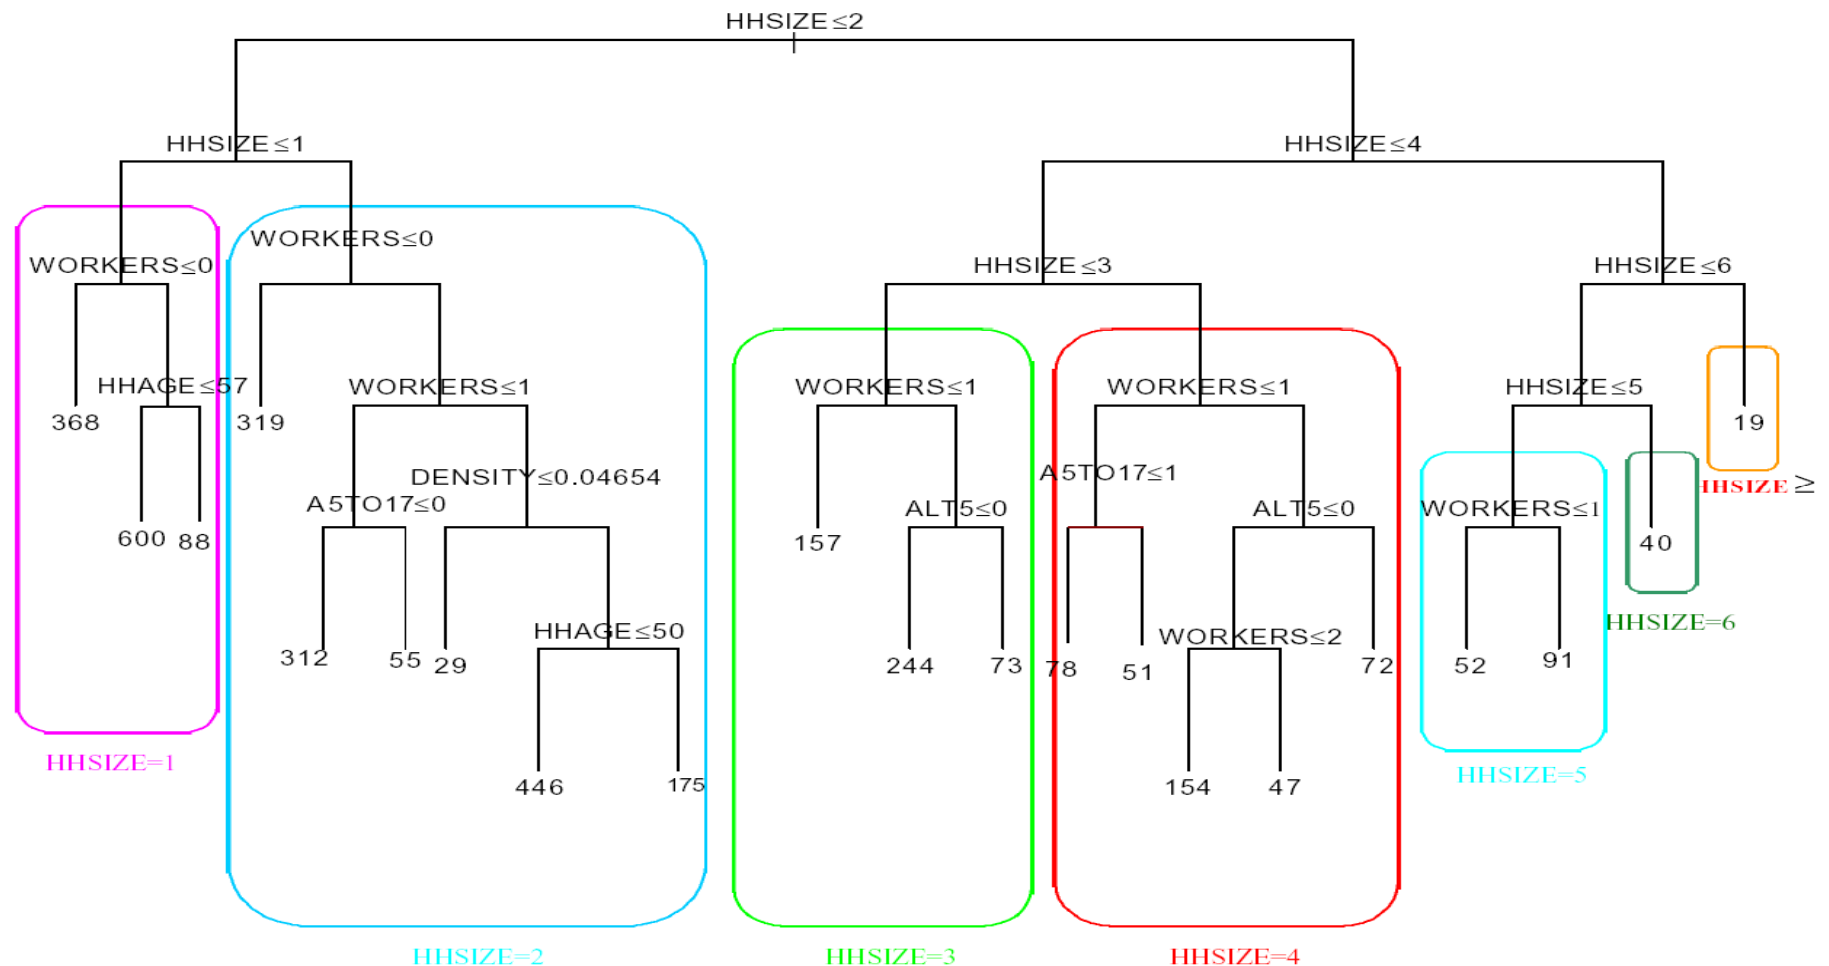 HHSIZE≤2
HHSIZE≤1
HHSIZE≤4
WORKERS≤0
WORKERS≤0
HHSIZE≤3
HHSIZE≤6
HHAGE≤57
WORKERS≤1
WORKERS≤1
WORKERS≤1
HHSIZE≤5
368
319
19
DENSITY≤0.04654
A5TO17≤1
HHSIZE ≥
A5TO17≤0
ALT5≤0
ALT5≤0
WORKERS≤1
600
88
157
40
HHSIZE=6
HHAGE≤50
WORKERS≤2
312
55
29
244
73
78
51
72
52
91
HHSIZE=1
HHSIZE=5
446
175
154
47
HHSIZE=2
HHSIZE=3
HHSIZE=4